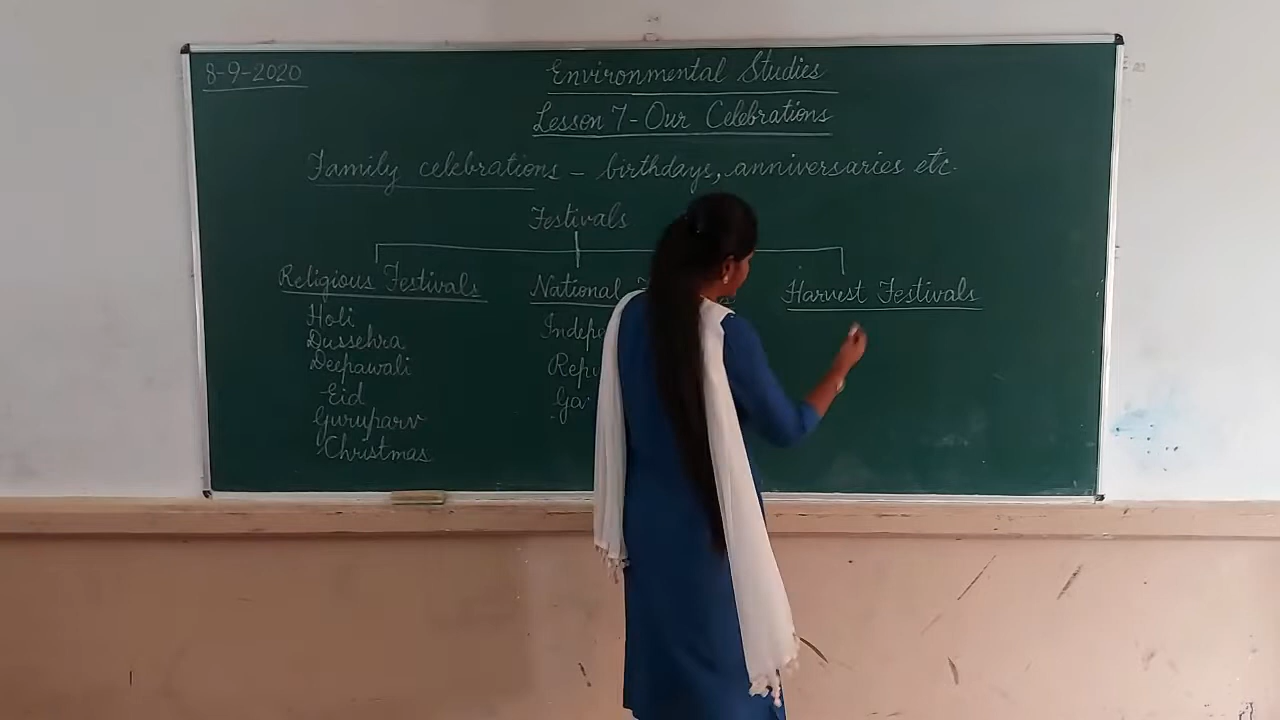 8-9-2020
Environmental Studies
Lesson 7- Our Celebrations
Family celebrations - birthdays, anniversaries etc.
Festivals
Religious Festivals
Holi
Dussehra
Deepawali
Eid
Guruparv
Christmas
National
Harvest Festivals